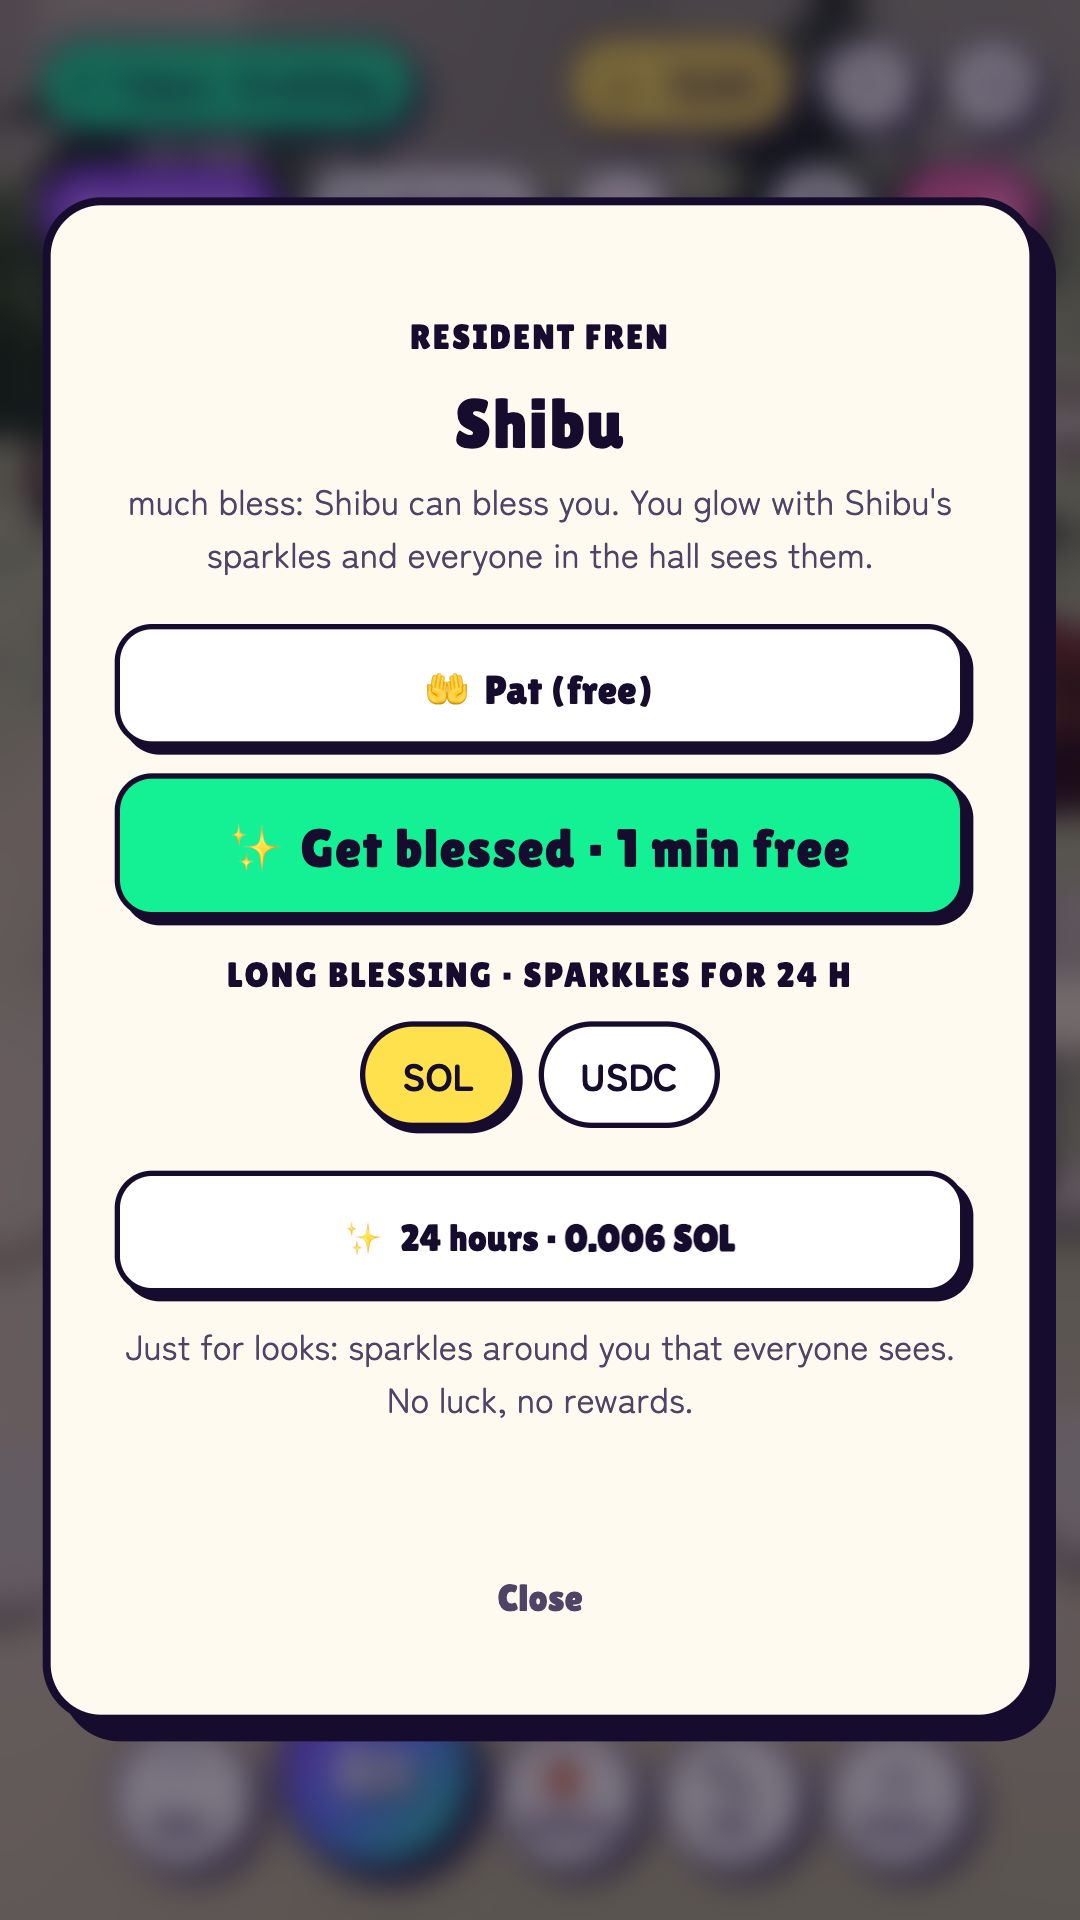 RESIDENT FREN
Shibu
much bless: Shibu can bless you. You glow with Shibu's
sparkles and everyone in the hall sees them.
🤲 Pat (free)
✨ Get blessed · 1 min free
LONG BLESSING · SPARKLES FOR 24 H
SOL
USDC
✨ 24 hours · 0.006 SOL
Just for looks: sparkles around you that everyone sees.
No luck, no rewards.
Close